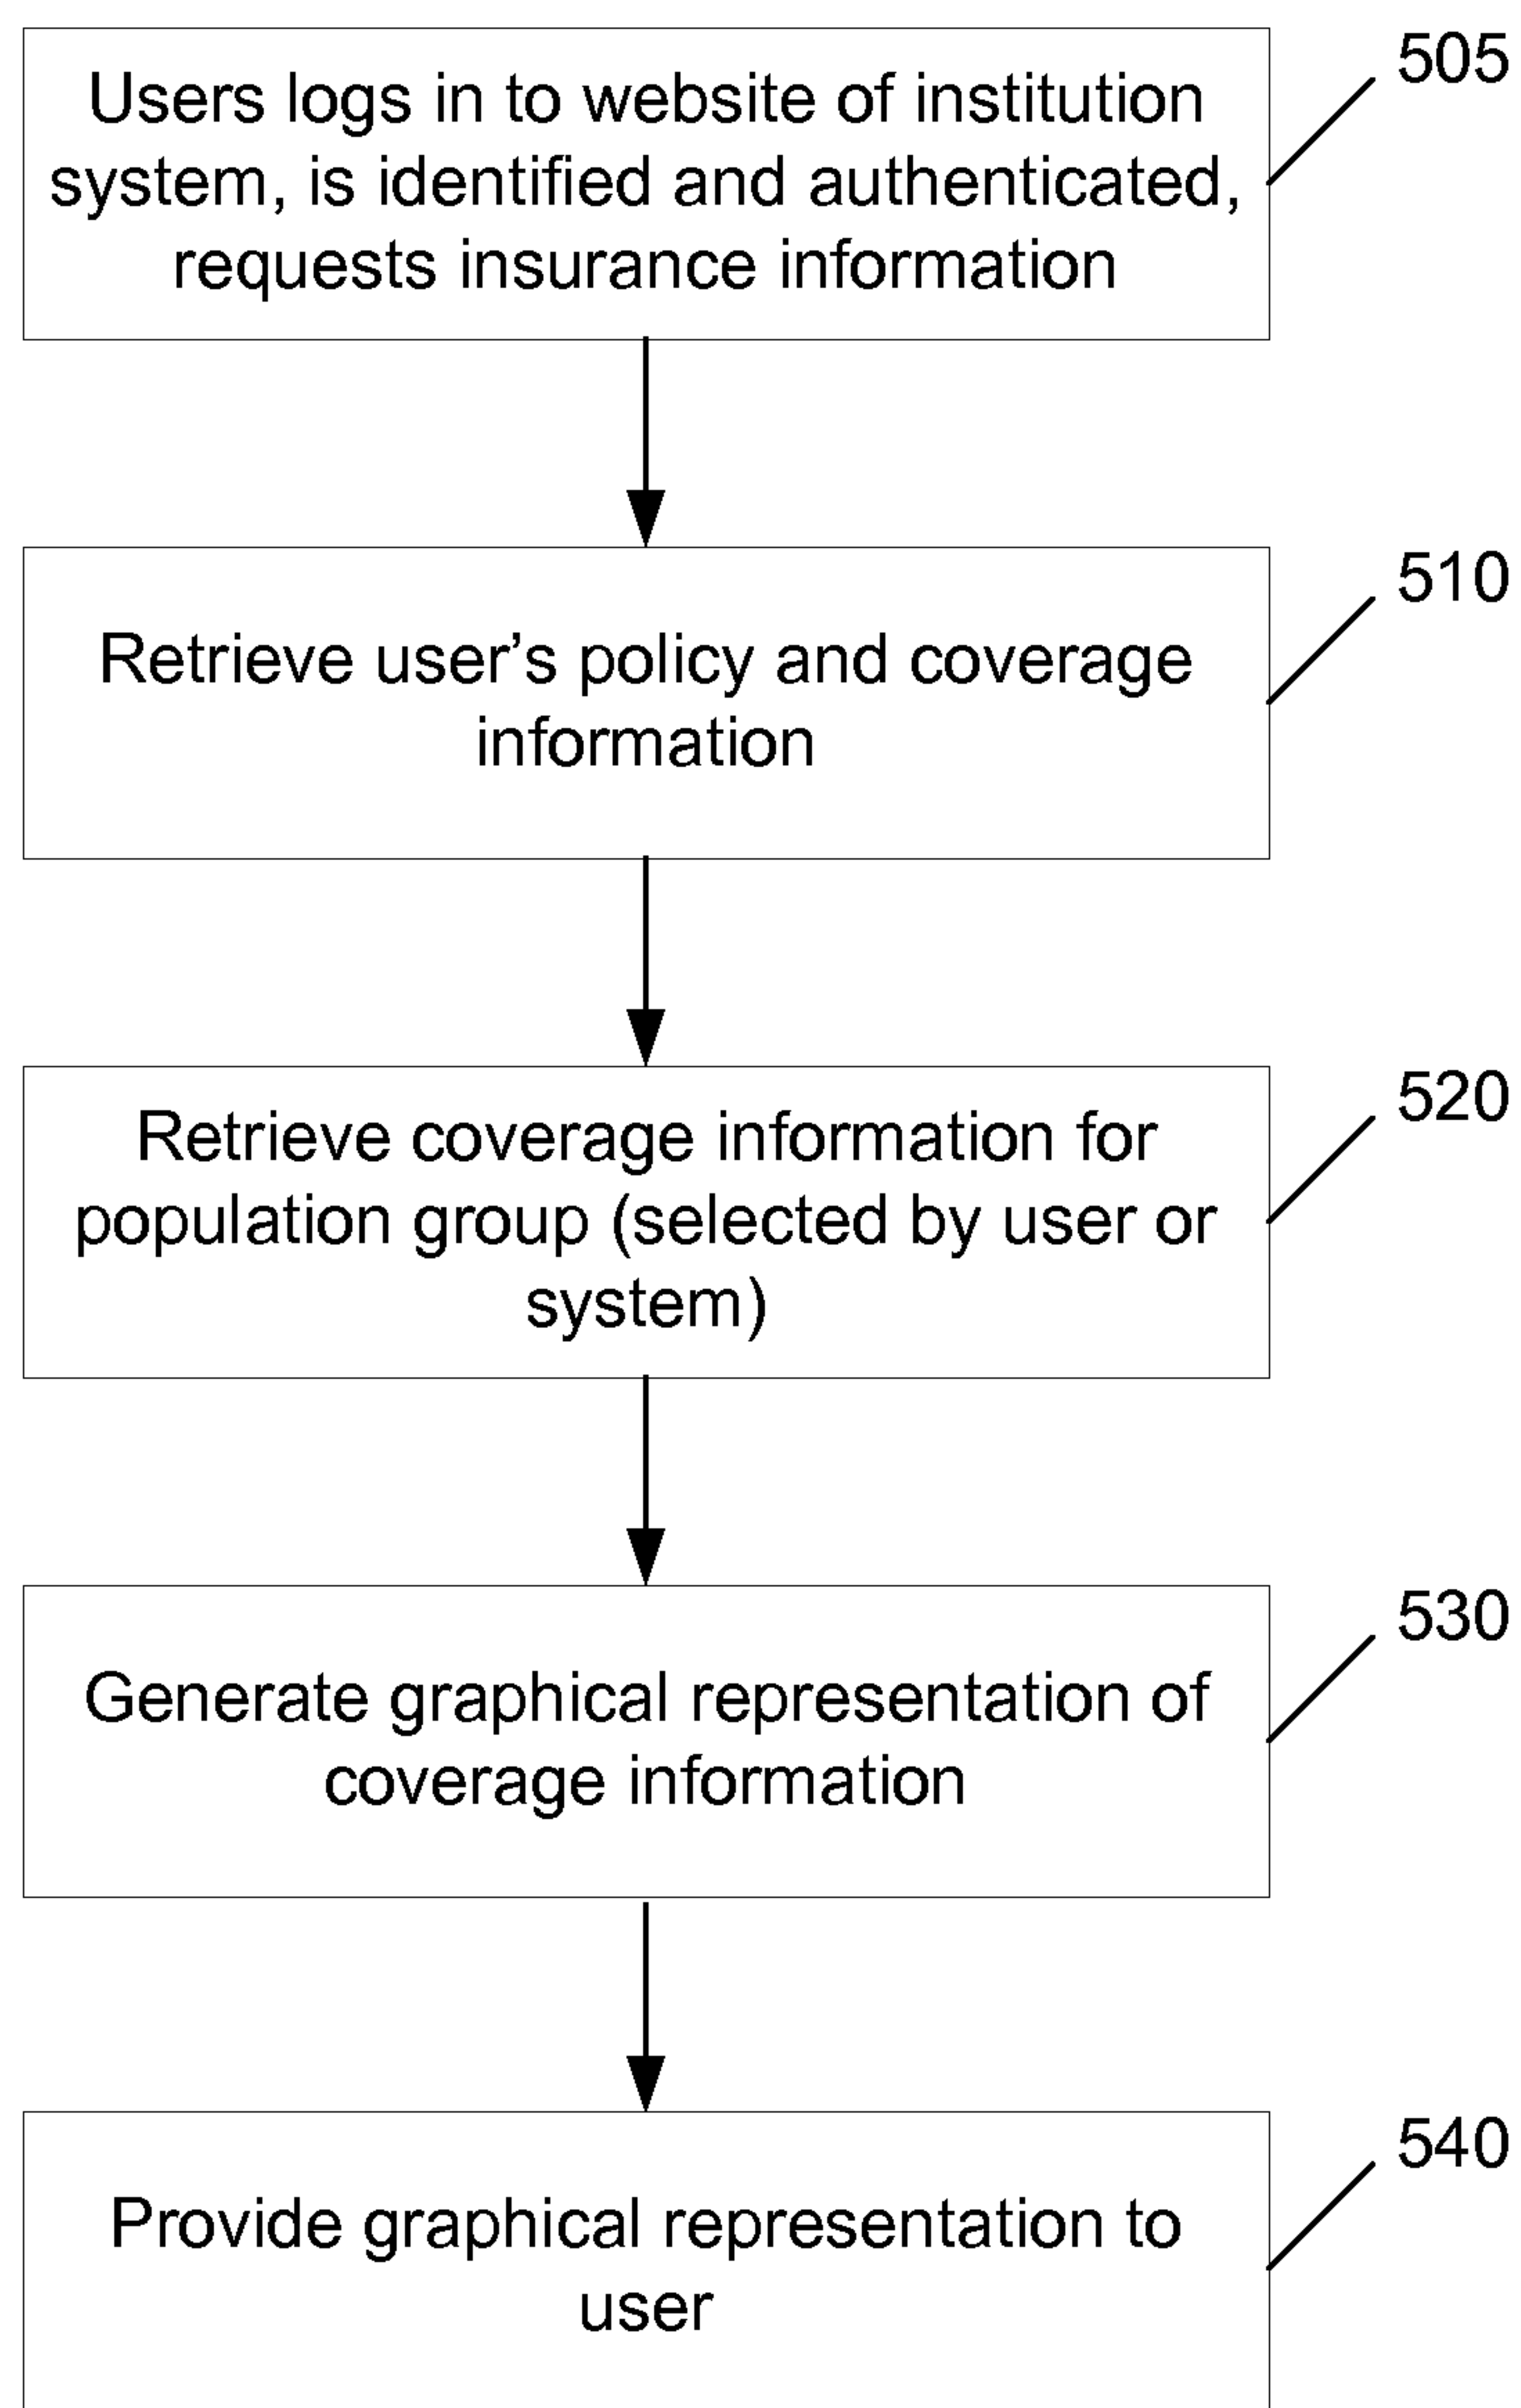 505
Users logs in to website of institution
system, is identified and authenticated,
requests insurance information
510
Retrieve user’s policy and coverage
information
520
Retrieve coverage information for
population group (selected by user or
system)
530
Generate graphical representation of
coverage information
540
Provide graphical representation to
user